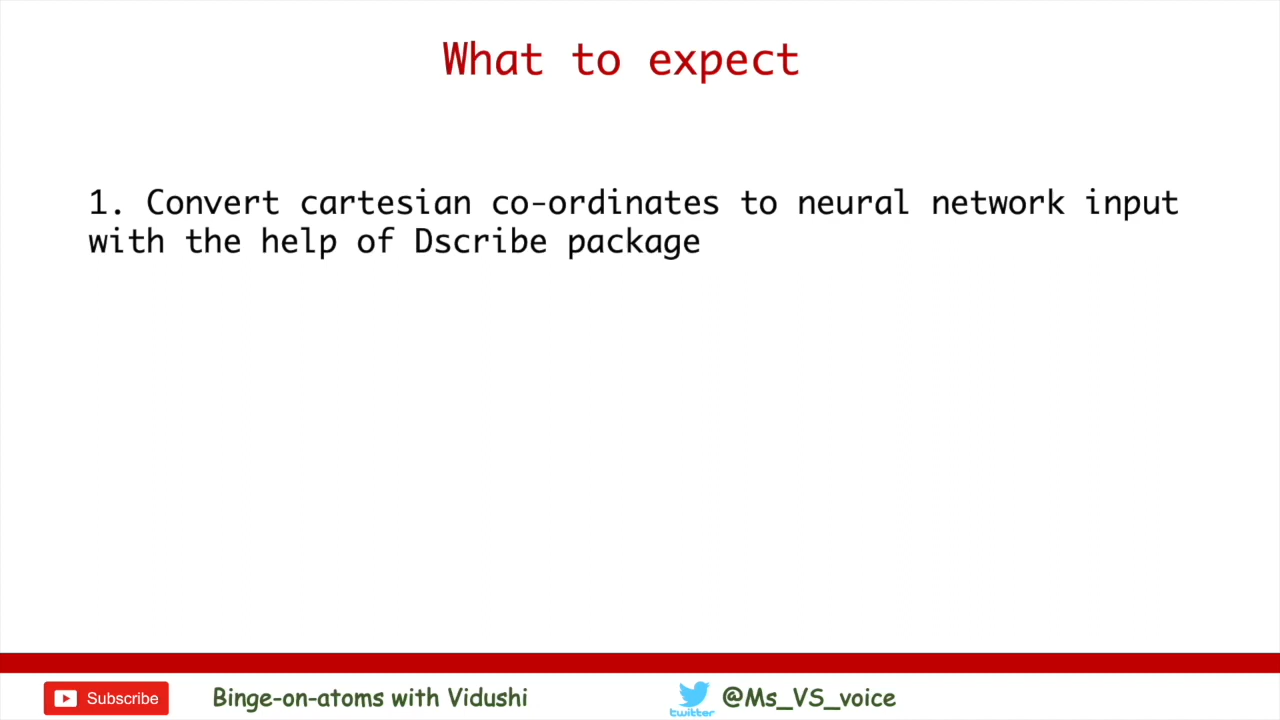 What to expect
1. Convert cartesian co-ordinates to neural network input
with the help of Dscribe package
Subscribe
Binge-on-atoms with Vidushi
twitter
@Ms_VS_voice